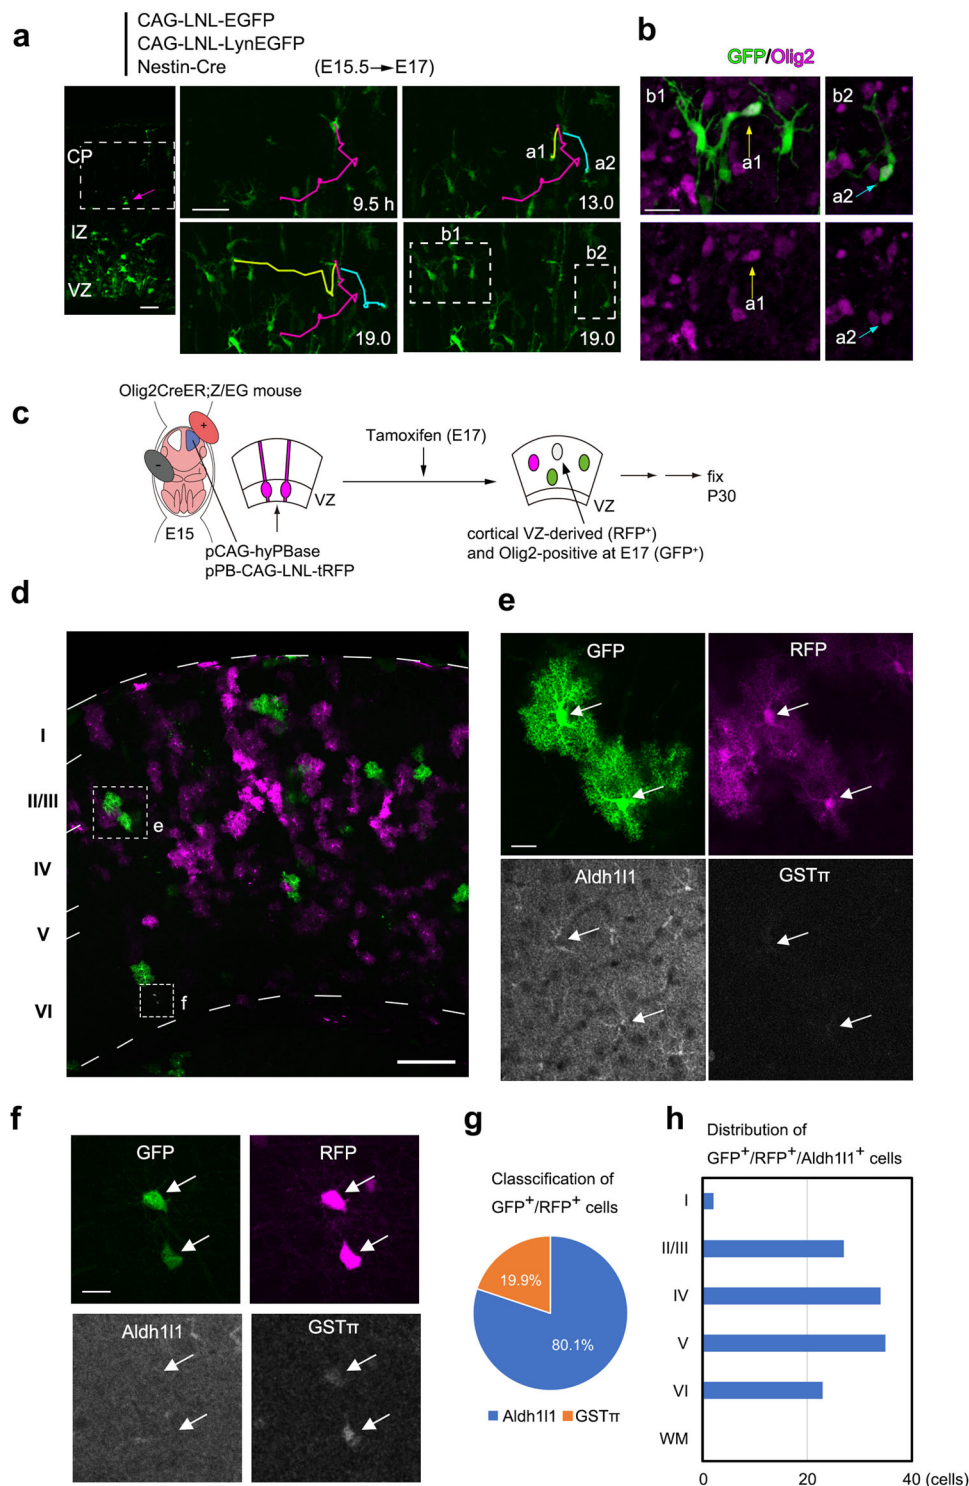 a
CAG-LNL-EGFP
CAG-LNL-LynEGFP
Nestin-Cre (E15.5→E17)
CP
IZ
VZ
9.5 h
a1
a2
13.0
19.0
b1
b2
19.0
b
GFP/Olig2
b1
a1
b2
a2
a1
a2
c
Olig2CreER;Z/EG mouse
+
-
E15
VZ
pCAG-hyPBase
pPB-CAG-LNL-tRFP
Tamoxifen (E17)
VZ
cortical VZ-derived (RFP⁺)
and Olig2-positive at E17 (GFP⁺)
fix
P30
d
I
II/III
IV
V
VI
e
f
e
GFP
RFP
Aldh1l1
GSTπ
f
GFP
RFP
Aldh1l1
GSTπ
g
Classcification of
GFP⁺/RFP⁺ cells
19.9%
80.1%
Aldh1l1 GSTπ
h
Distribution of
GFP⁺/RFP⁺/Aldh1l1⁺ cells
I
II/III
IV
V
VI
WM
0 20 40 (cells)